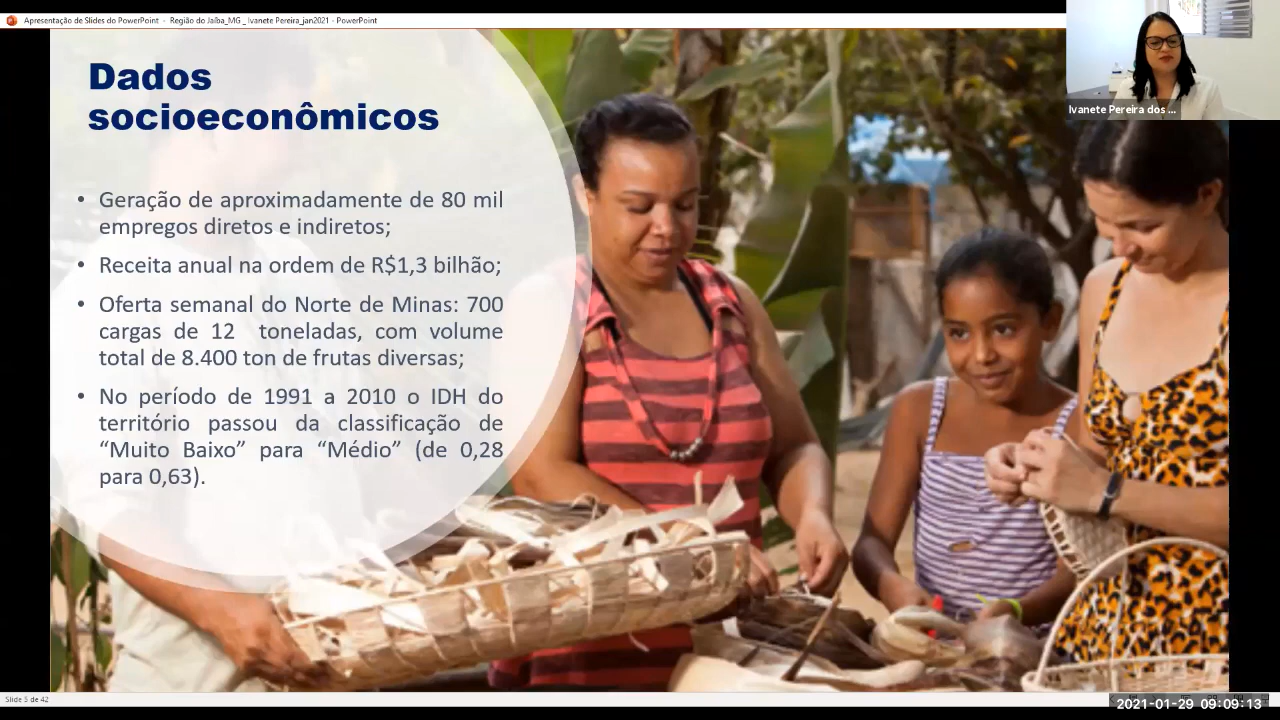 Apresentação de Slides do PowerPoint - Região do Jaíba_MG _ Ivanete Pereira_jan2021 - PowerPoint
Ivanete Pereira dos ...
Dados
socioeconômicos
• Geração de aproximadamente de 80 mil
empregos diretos e indiretos;
• Receita anual na ordem de R$1,3 bilhão;
• Oferta semanal do Norte de Minas: 700
cargas de 12 toneladas, com volume
total de 8.400 ton de frutas diversas;
• No período de 1991 a 2010 o IDH do
território passou da classificação de
“Muito Baixo” para “Médio” (de 0,28
para 0,63).
Slide 5 de 42
2021-01-29 09:09:13